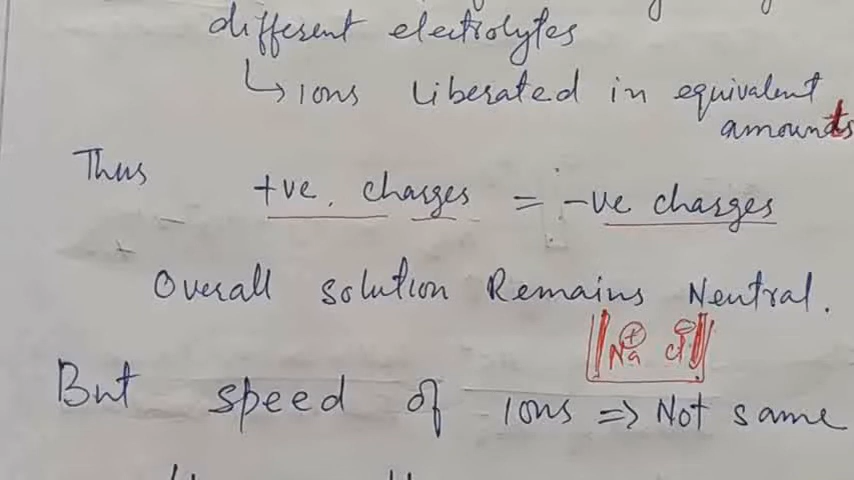 different electrolytes
↳ Ions Liberated in equivalent
amounts
Thus +ve. charges = -ve charges
Overall solution Remains Neutral.
Na⊕ Cl⊖
But speed of Ions ⇒ Not same